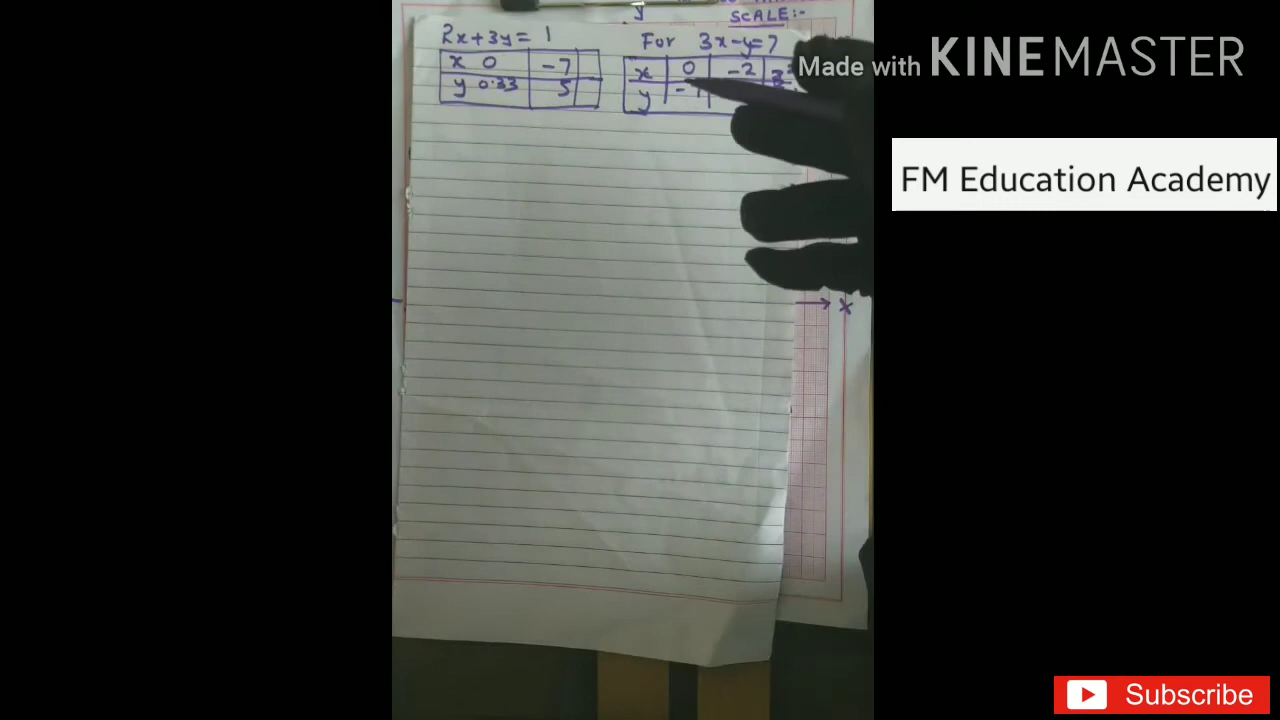 y
SCALE:-
2x+3y= 1
x 0 -7
y 0.33 5
For 3x-y=7
x 0 -2
y
x
Made with KINEMASTER
FM Education Academy
Subscribe